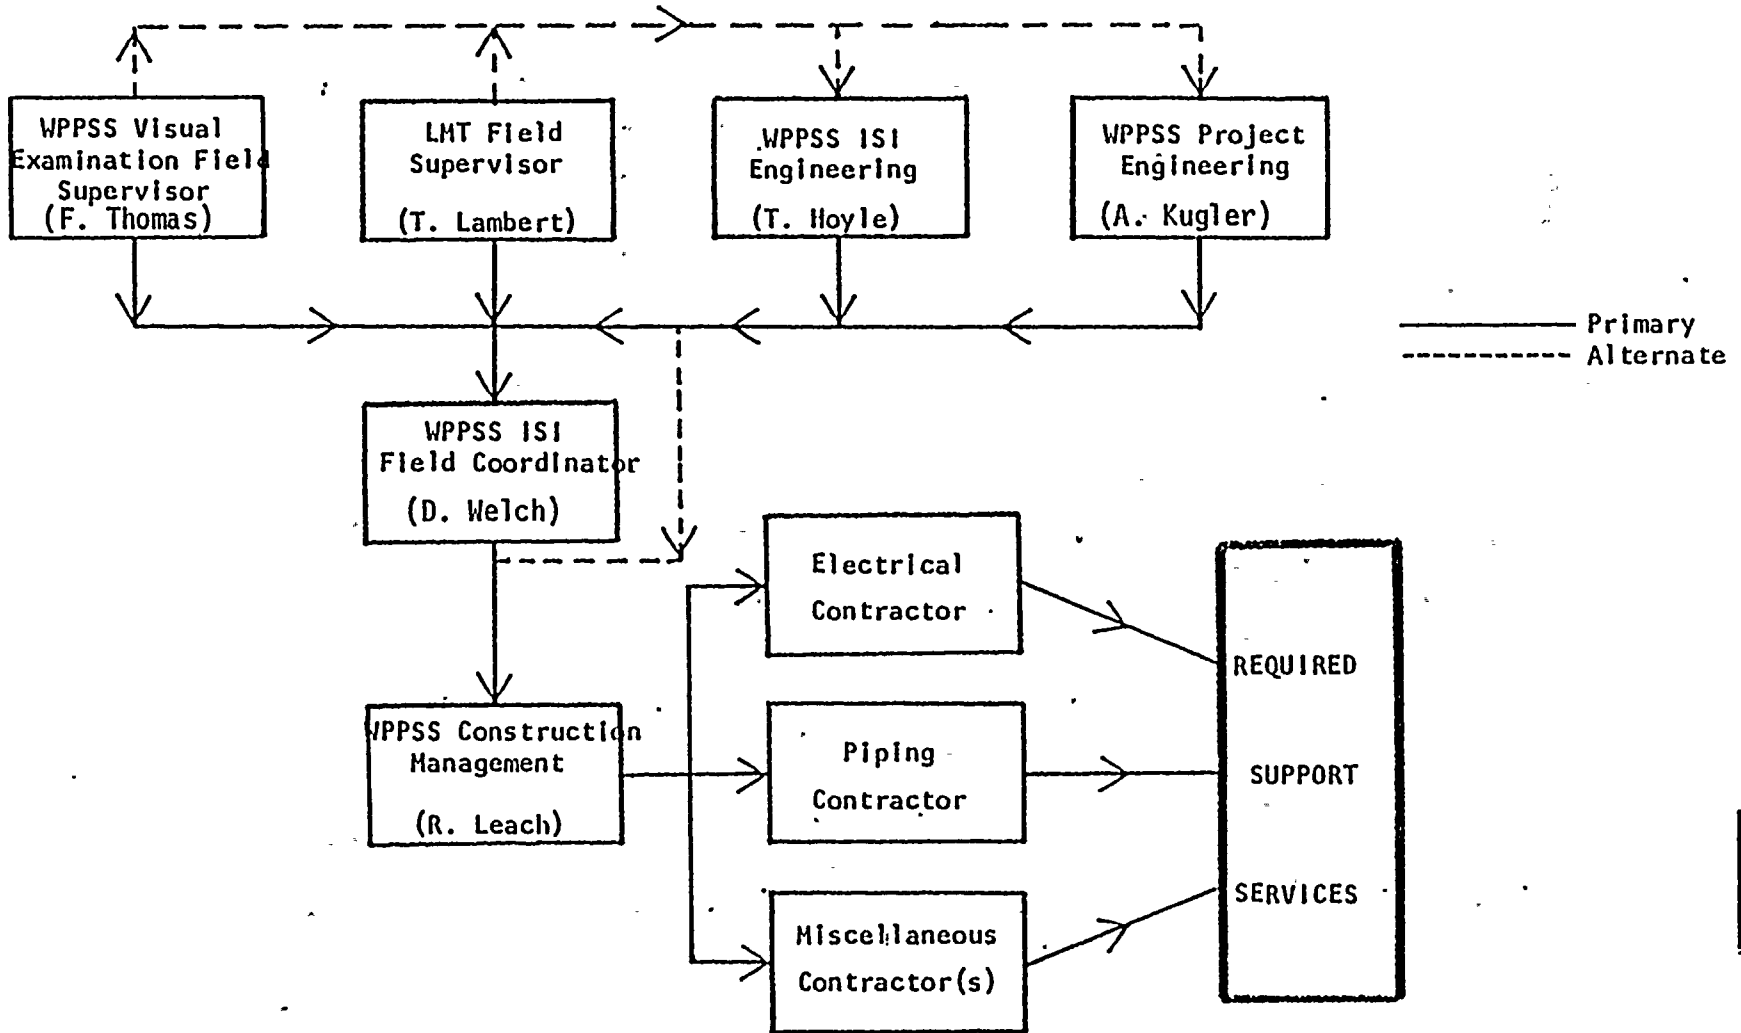 WPPSS Visual
Examination Field
Supervisor
(F. Thomas)
LMT Field
Supervisor
(T. Lambert)
WPPSS ISI
Engineering
(T. Hoyle)
WPPSS Project
Engineering
(A. Kugler)
Primary
Alternate
WPPSS ISI
Field Coordinator
(D. Welch)
Electrical
Contractor
REQUIRED
WPPSS Construction
Management
(R. Leach)
Piping
Contractor
SUPPORT
Miscellaneous
Contractor(s)
SERVICES